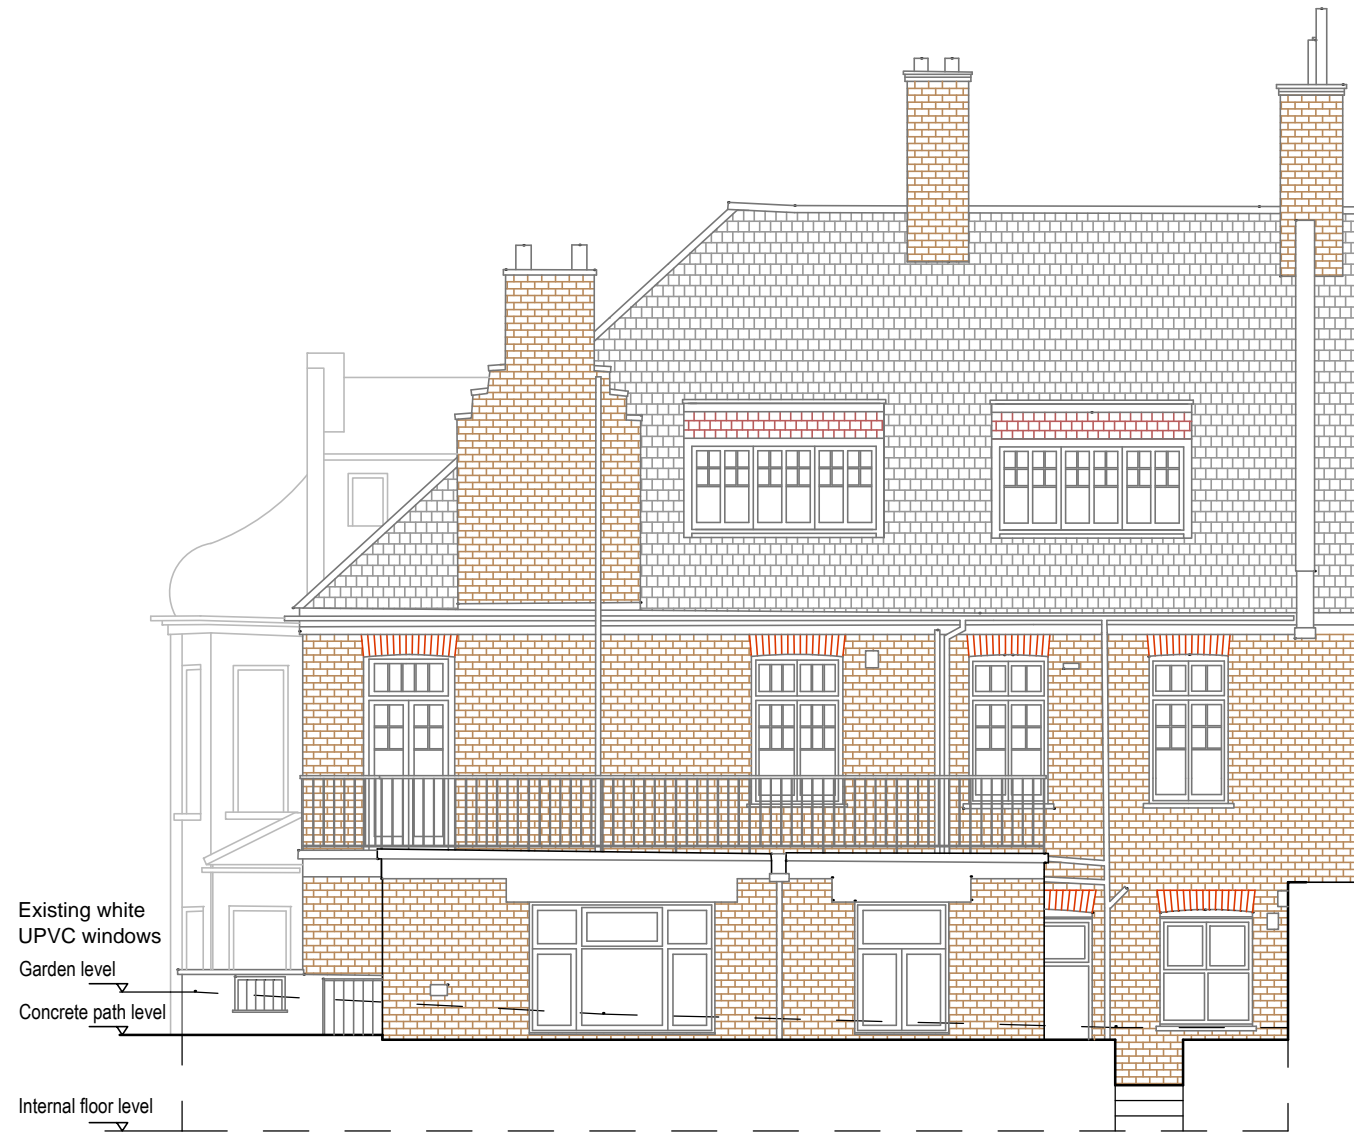 Existing white
UPVC windows
Garden level
Concrete path level
Internal floor level